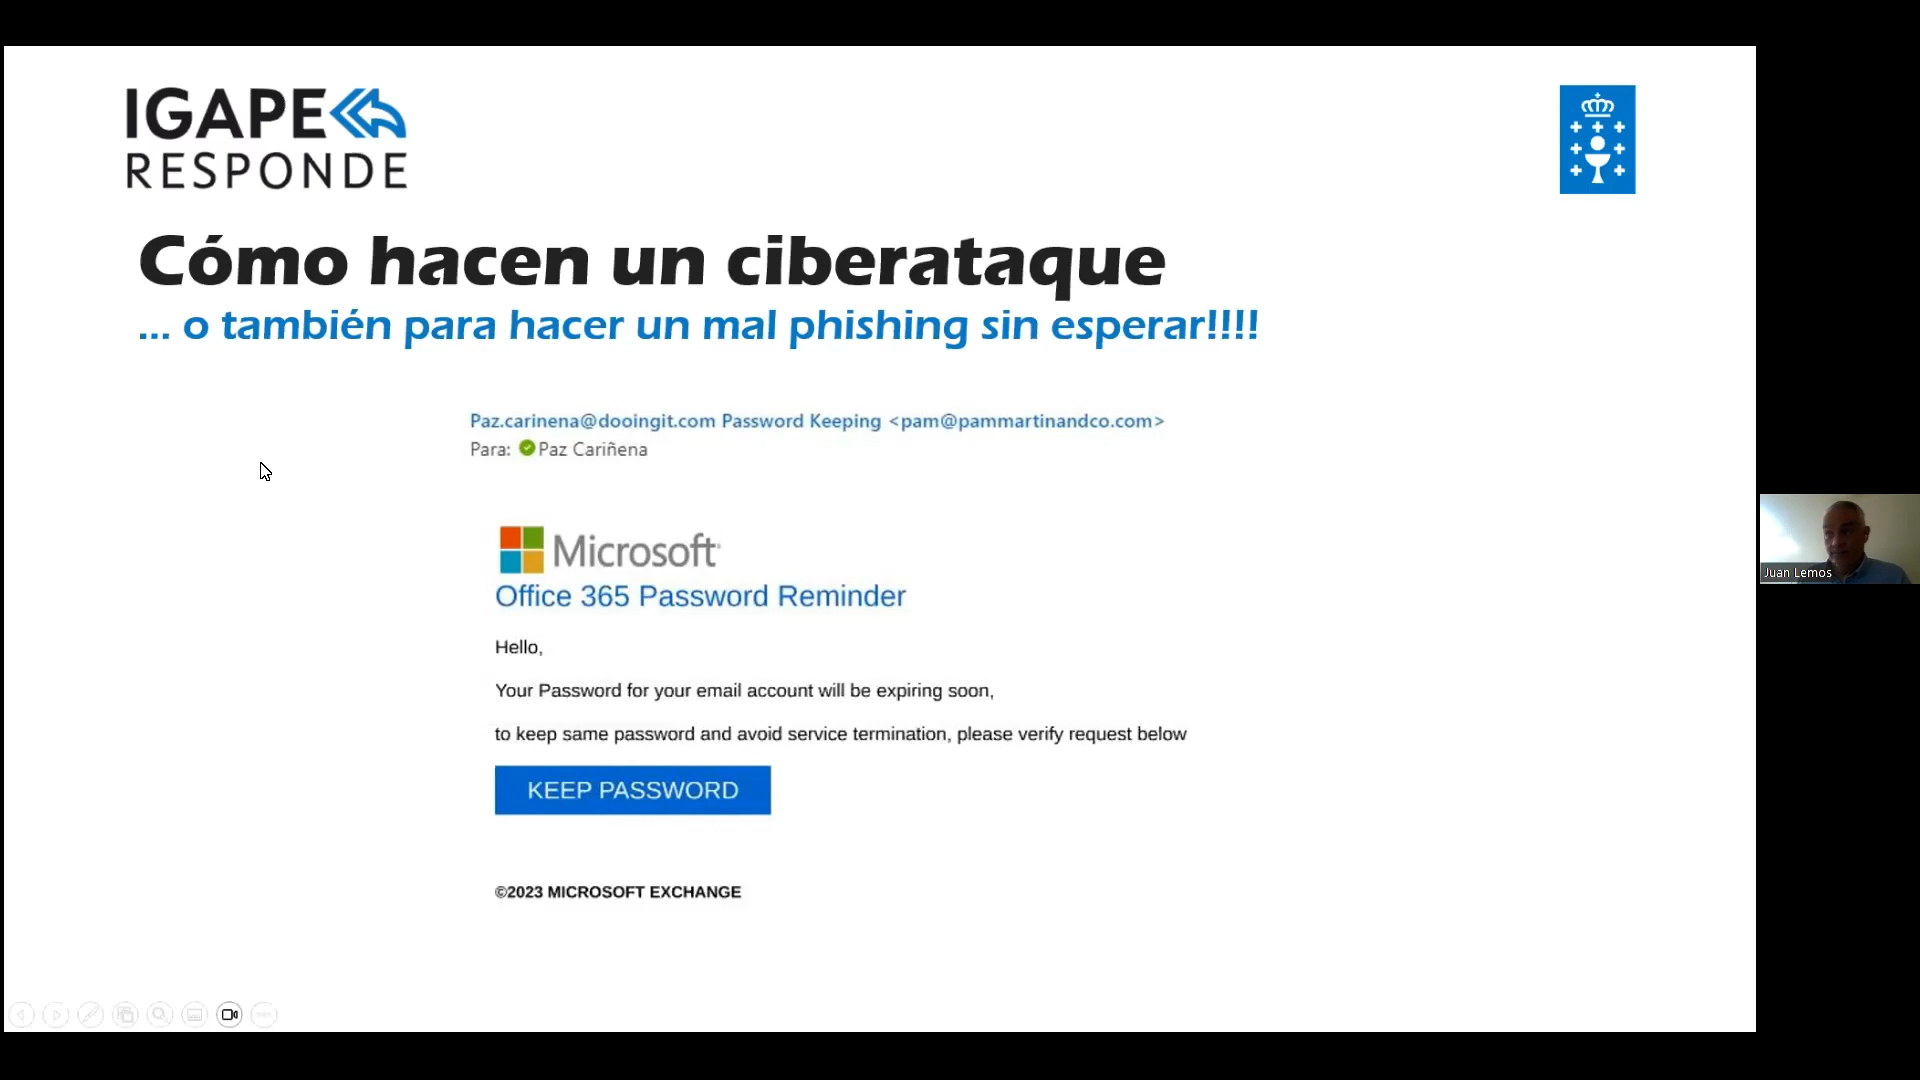 IGAPE
RESPONDE
Cómo hacen un ciberataque
... o también para hacer un mal phishing sin esperar!!!!
Paz.carinena@dooingit.com Password Keeping <pam@pammartinandco.com>
Para: Paz Cariñena
Microsoft
Office 365 Password Reminder
Hello,
Your Password for your email account will be expiring soon,
to keep same password and avoid service termination, please verify request below
KEEP PASSWORD
©2023 MICROSOFT EXCHANGE
Juan Lemos